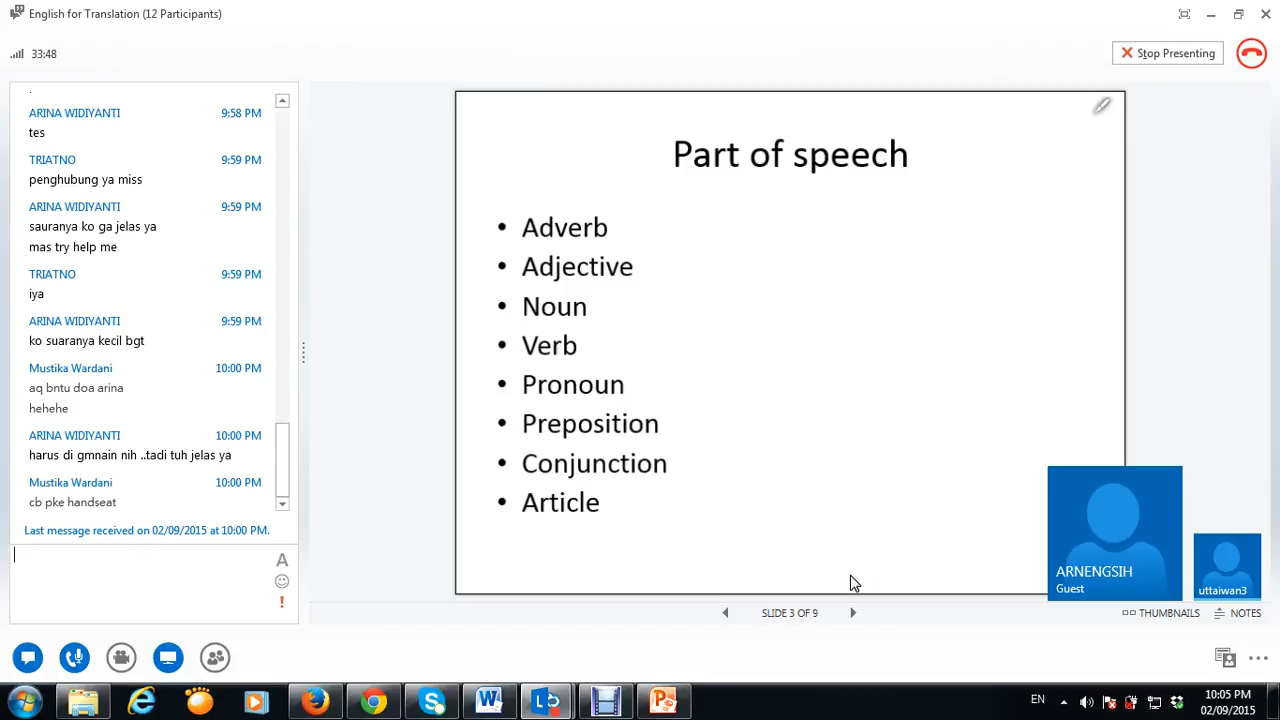 English for Translation (12 Participants)
33:48
Stop Presenting
.
ARINA WIDIYANTI 9:58 PM
tes
TRIATNO 9:59 PM
penghubung ya miss
ARINA WIDIYANTI 9:59 PM
sauranya ko ga jelas ya
mas try help me
TRIATNO 9:59 PM
iya
ARINA WIDIYANTI 9:59 PM
ko suaranya kecil bgt
Mustika Wardani 10:00 PM
aq bntu doa arina
hehehe
ARINA WIDIYANTI 10:00 PM
harus di gmnain nih ..tadi tuh jelas ya
Mustika Wardani 10:00 PM
cb pke handseat
Last message received on 02/09/2015 at 10:00 PM.
A
!
Part of speech
• Adverb
• Adjective
• Noun
• Verb
• Pronoun
• Preposition
• Conjunction
• Article
ARNENGSIH
Guest
uttaiwan3
SLIDE 3 OF 9
THUMBNAILS
NOTES
EN
10:05 PM
02/09/2015